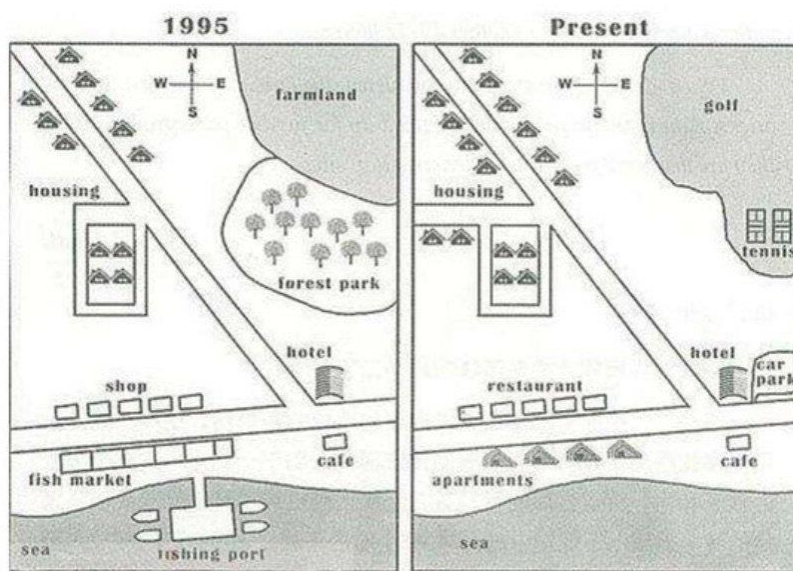 1995
N
W E
S
farmland
housing
forest park
hotel
shop
fish market
cafe
sea
fishing port
Present
N
W E
S
golf
housing
tennis
hotel
car
park
restaurant
apartments
cafe
sea